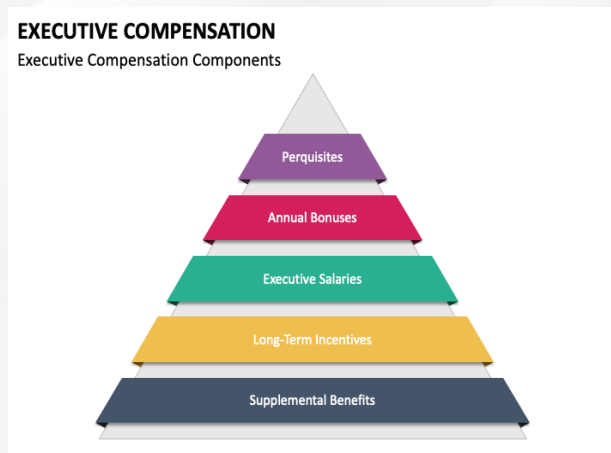 EXECUTIVE COMPENSATION
Executive Compensation Components
Perquisites
Annual Bonuses
Executive Salaries
Long-Term Incentives
Supplemental Benefits